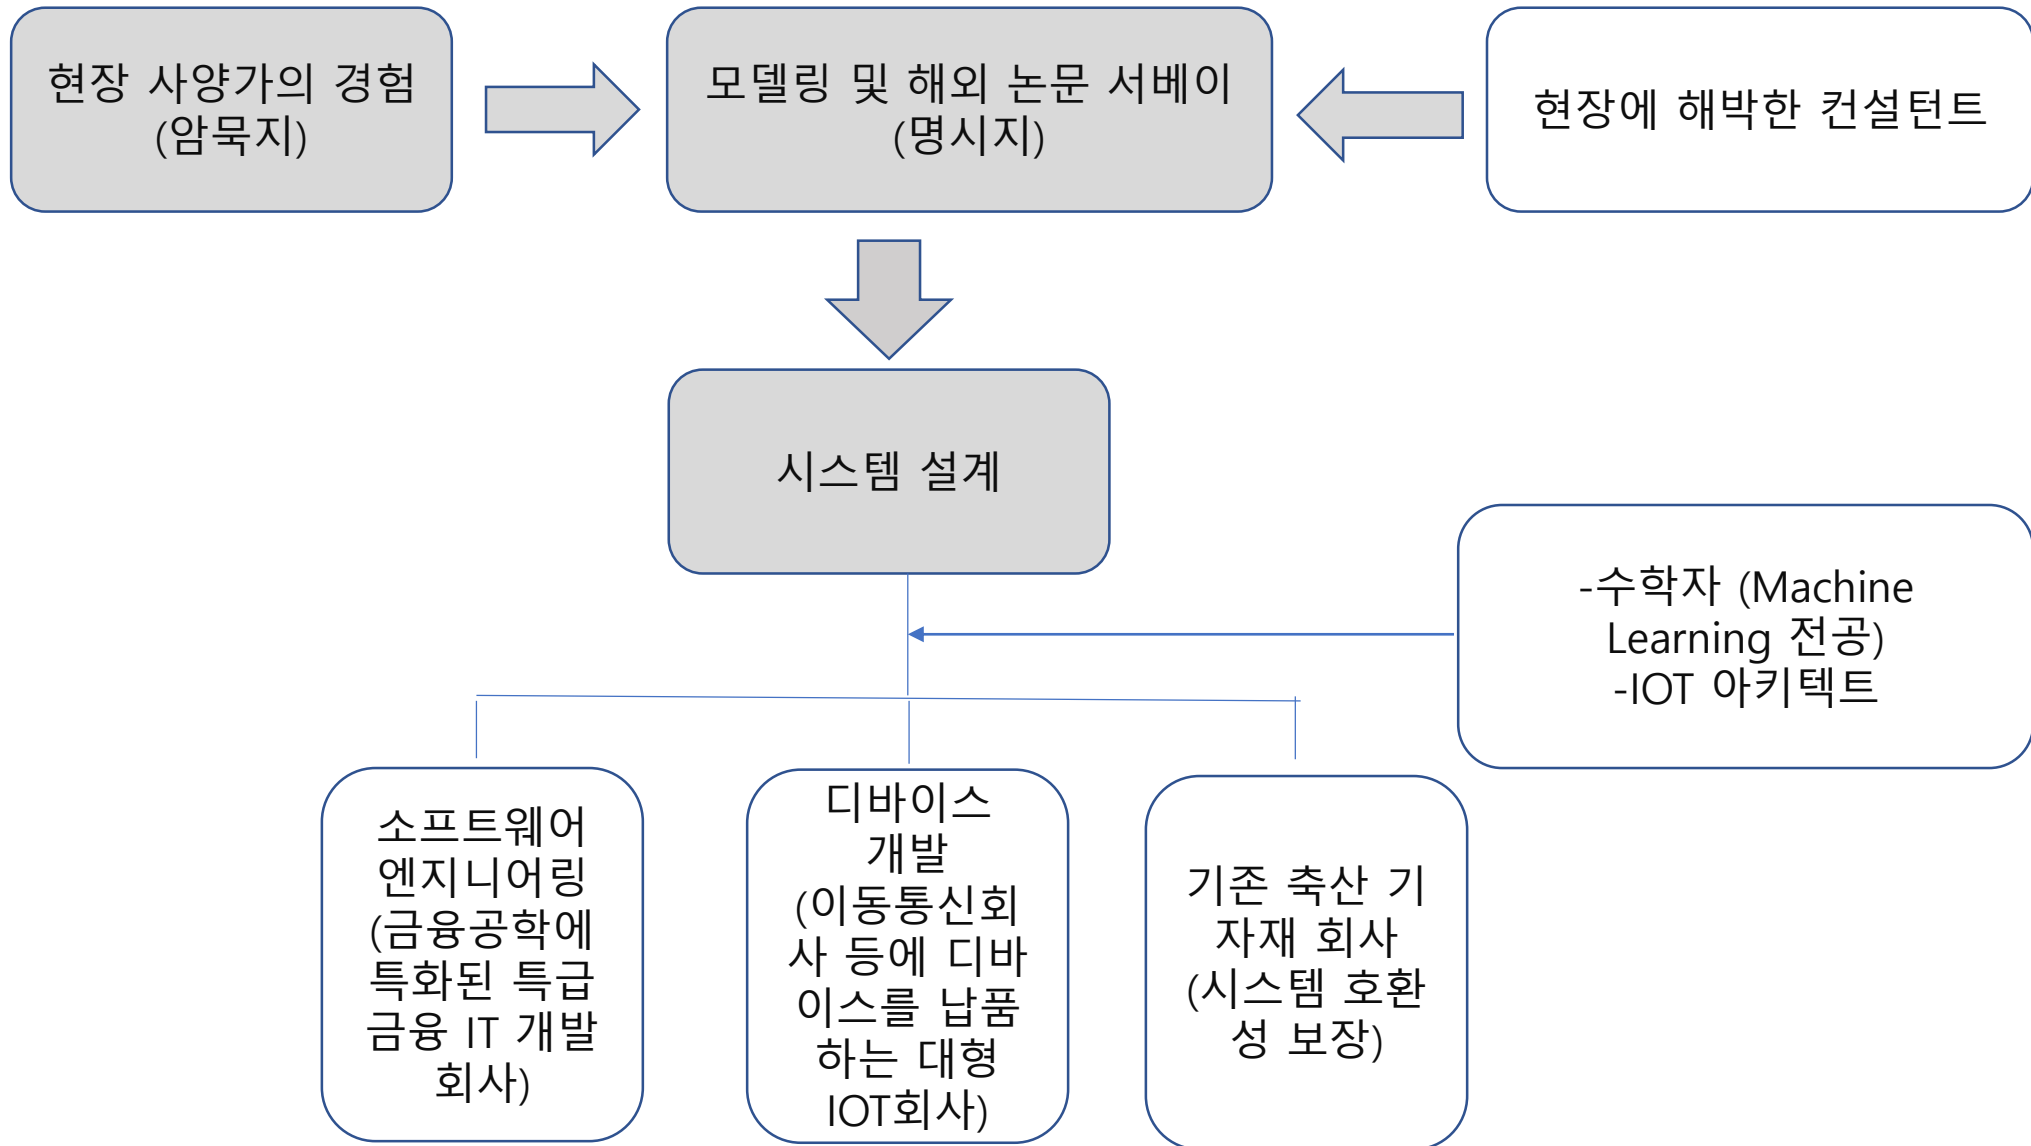 현장 사양가의 경험
(암묵지)
모델링 및 해외 논문 서베이
(명시지)
현장에 해박한 컨설턴트
시스템 설계
-수학자 (Machine
Learning 전공)
-IOT 아키텍트
소프트웨어
엔지니어링
(금융공학에
특화된 특급
금융 IT 개발
회사)
디바이스
개발
(이동통신회
사 등에 디바
이스를 납품
하는 대형
IOT회사)
기존 축산 기
자재 회사
(시스템 호환
성 보장)